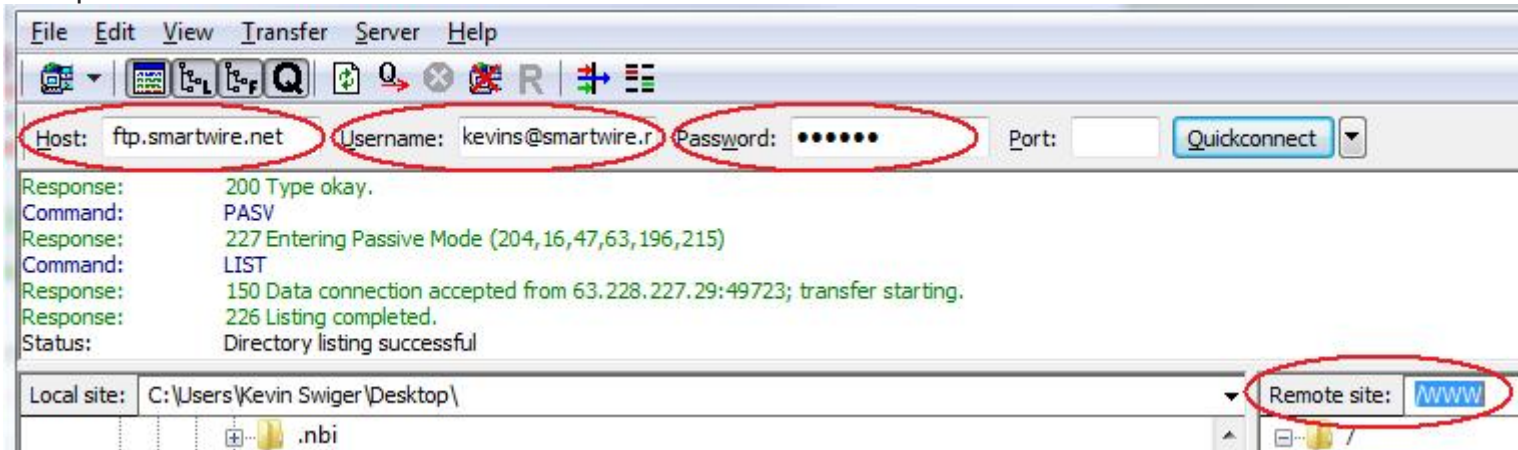 File Edit View Transfer Server Help
Host: ftp.smartwire.net Username: kevins@smartwire.r Password: •••••• Port: Quickconnect
Response: 200 Type okay.
Command: PASV
Response: 227 Entering Passive Mode (204,16,47,63,196,215)
Command: LIST
Response: 150 Data connection accepted from 63.228.227.29:49723; transfer starting.
Response: 226 Listing completed.
Status: Directory listing successful
Local site: C:\Users\Kevin Swiger\Desktop\ Remote site: /WWW
.nbi /